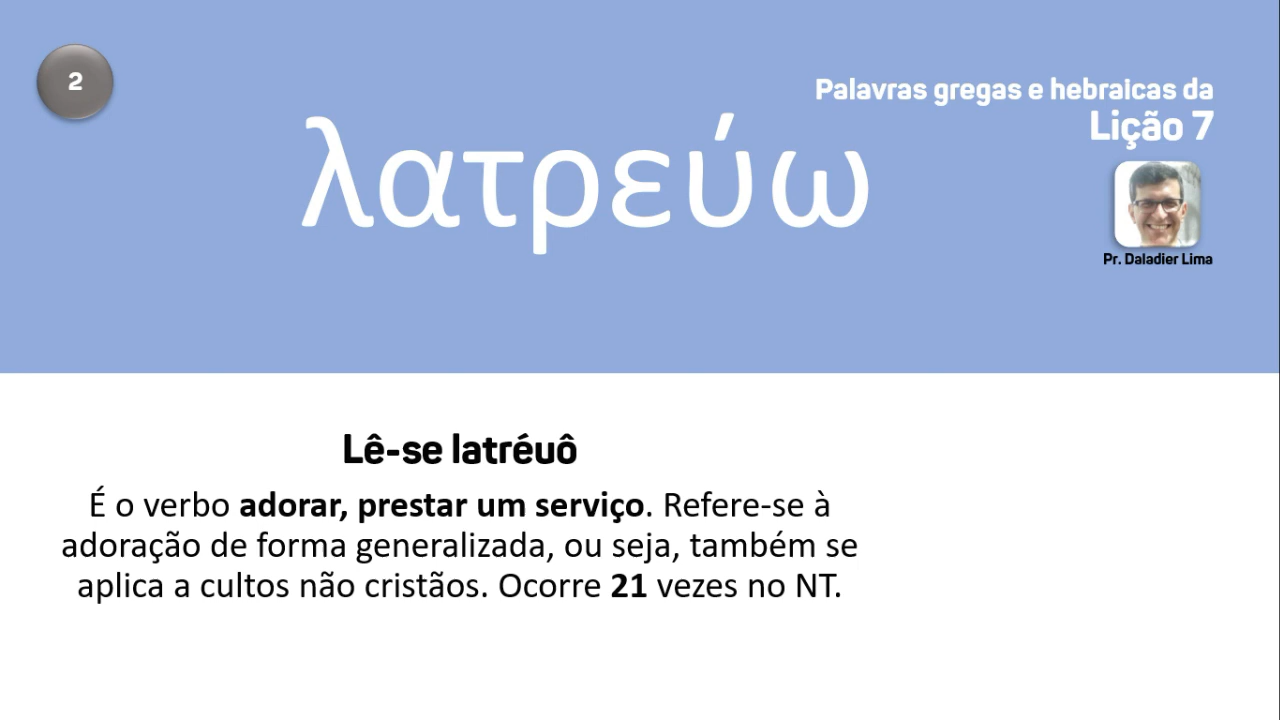 2
Palavras gregas e hebraicas da
Lição 7
λατρεύω
Pr. Daladier Lima
Lê-se latréuô
É o verbo adorar, prestar um serviço. Refere-se à
adoração de forma generalizada, ou seja, também se
aplica a cultos não cristãos. Ocorre 21 vezes no NT.